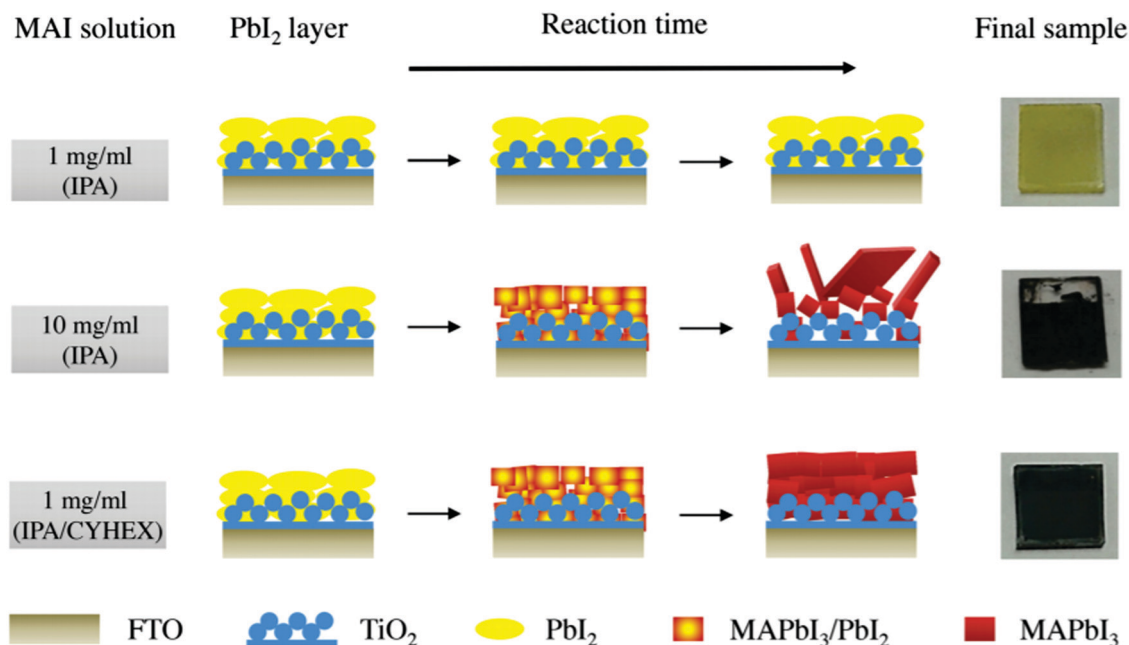 MAI solution PbI₂ layer Reaction time Final sample
1 mg/ml
(IPA)
10 mg/ml
(IPA)
1 mg/ml
(IPA/CYHEX)
FTO TiO₂ PbI₂ MAPbI₃/PbI₂ MAPbI₃